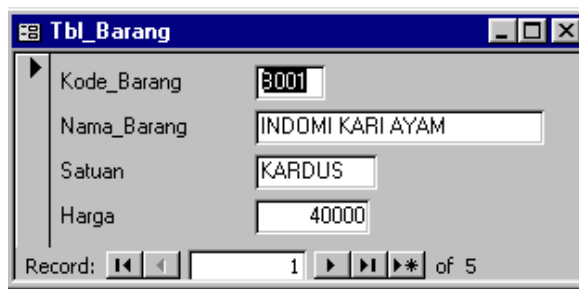 Tbl_Barang
Kode_Barang B001
Nama_Barang INDOMI KARI AYAM
Satuan KARDUS
Harga 40000
Record: 1 of 5